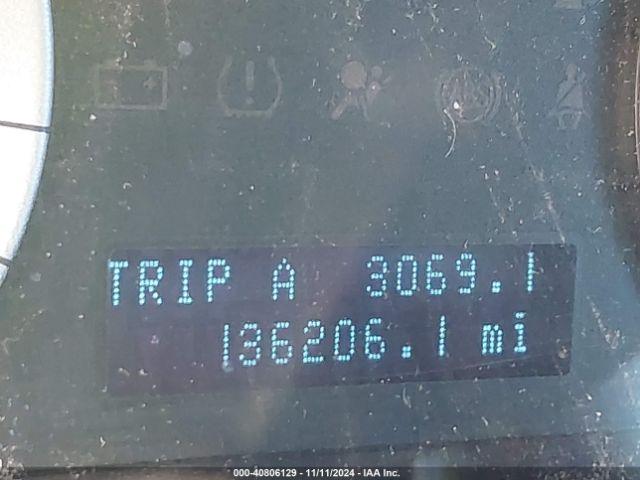 TRIP A 3069.1
136206.1 mi
000-40806129 - 11/11/2024 - IAA Inc.